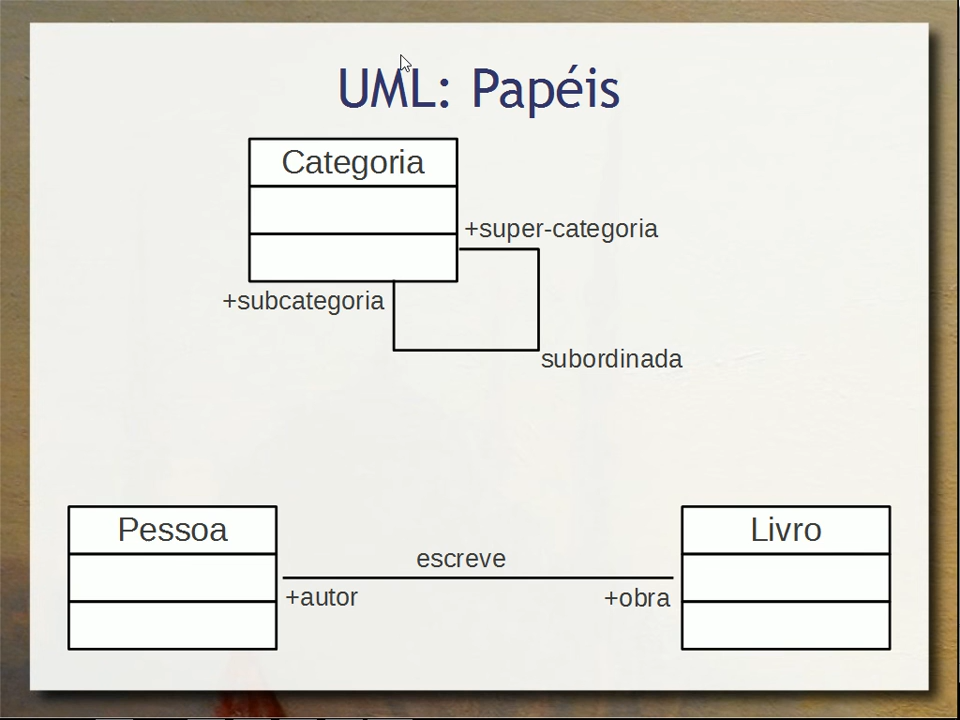 UML: Papéis
Categoria
+super-categoria
+subcategoria
subordinada
Pessoa
Livro
escreve
+autor
+obra